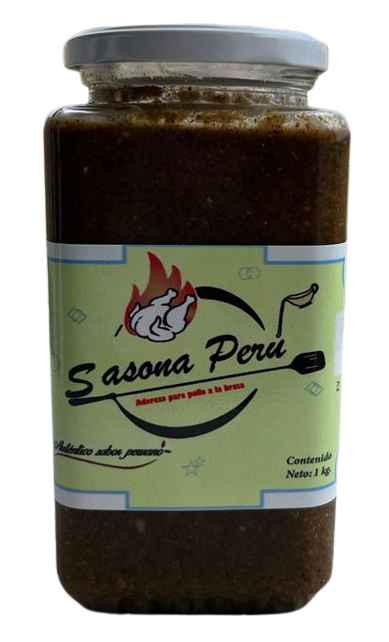 Sasona Perú
Aderezo para pollo a la brasa
Auténtico sabor peruano
Contenido
Neto: 1 kg.